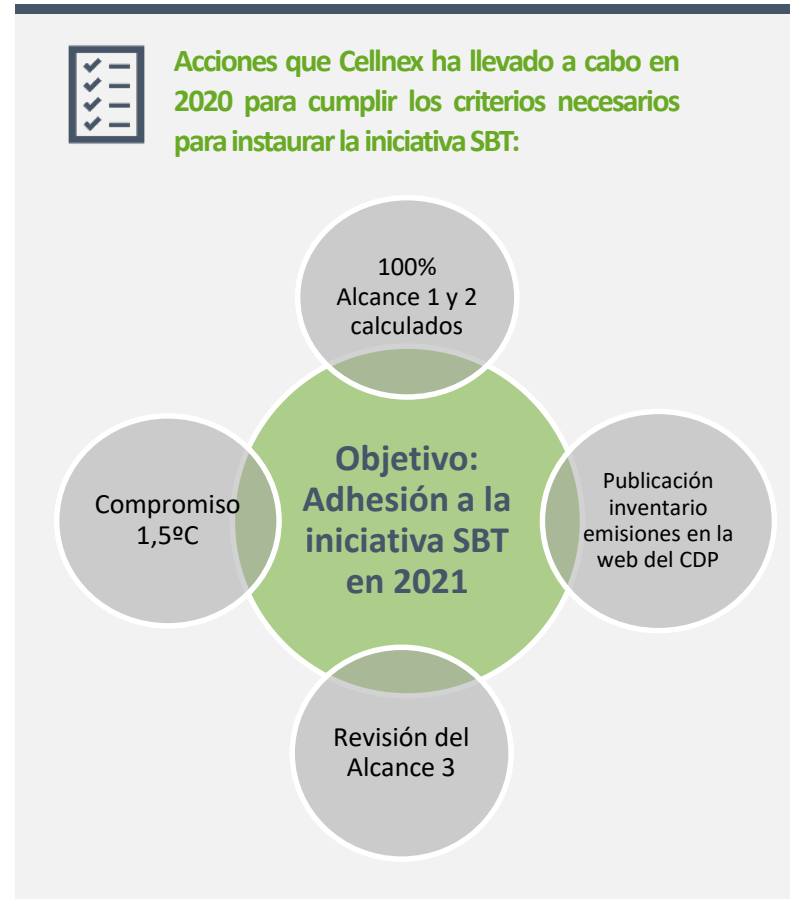 Acciones que Cellnex ha llevado a cabo en
2020 para cumplir los criterios necesarios
para instaurar la iniciativa SBT:
100%
Alcance 1 y 2
calculados
Compromiso
1,5ºC
Objetivo:
Adhesión a la
iniciativa SBT
en 2021
Publicación
inventario
emisiones en la
web del CDP
Revisión del
Alcance 3